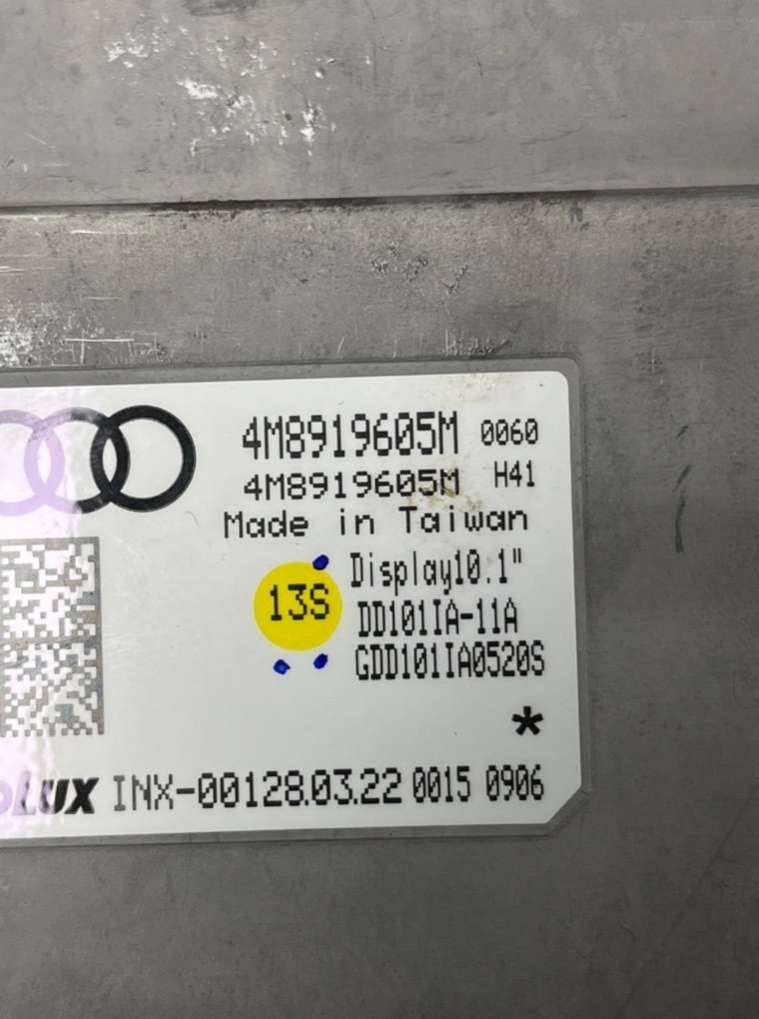 4M8919605M 0060
4M8919605M H41
Made in Taiwan
Display10.1"
13S
DD101IA-11A
GDD101IA0520S
*
oLUX INX-00128.03.22 0015 0906